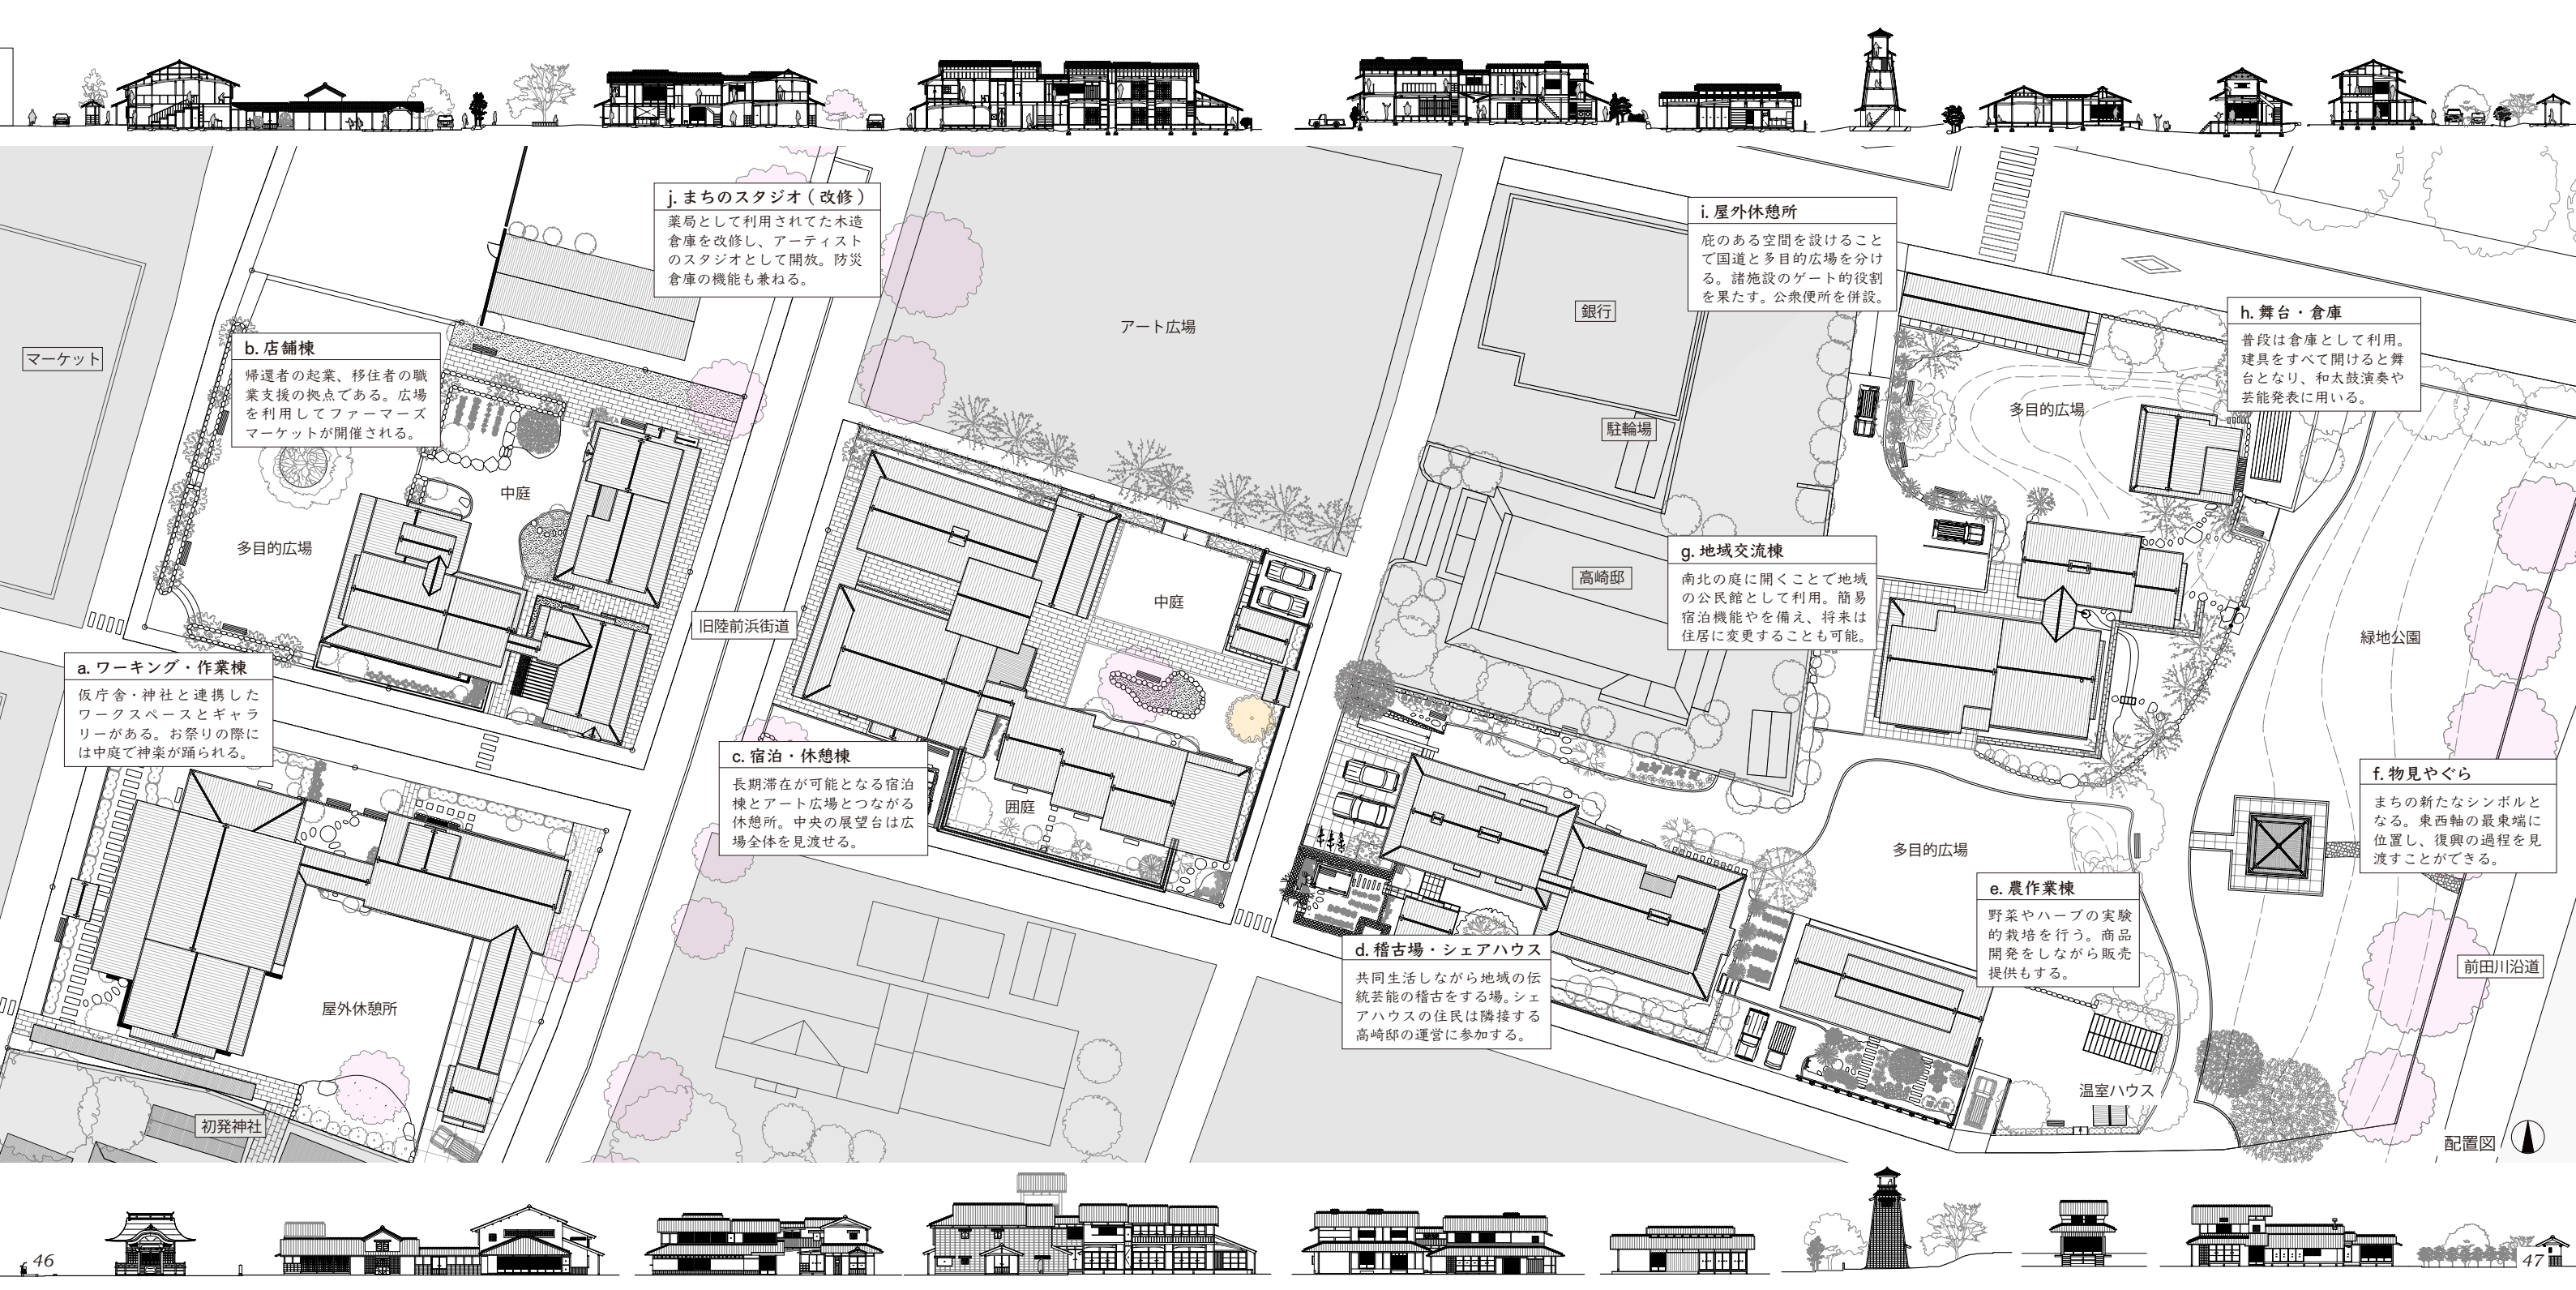 j. まちのスタジオ ( 改修 )
薬局として利用されてた木造
倉庫を改修し、アーティスト
のスタジオとして開放。防災
倉庫の機能も兼ねる。
i. 屋外休憩所
庇のある空間を設けること
で国道と多目的広場を分け
る。諸施設のゲート的役割
を果たす。公衆便所を併設。
h. 舞台・倉庫
普段は倉庫として利用。
建具をすべて開けると舞
台となり、和太鼓演奏や
芸能発表に用いる。
マーケット
b. 店舗棟
帰還者の起業、移住者の職
業支援の拠点である。広場
を利用してファーマーズ
マーケットが開催される。
アート広場
銀行
駐輪場
多目的広場
中庭
多目的広場
旧陸前浜街道
中庭
高崎邸
g. 地域交流棟
南北の庭に開くことで地域
の公民館として利用。簡易
宿泊機能やを備え、将来は
住居に変更することも可能。
緑地公園
a. ワーキング・作業棟
仮庁舎・神社と連携した
ワークスペースとギャラ
リーがある。お祭りの際に
は中庭で神楽が踊られる。
c. 宿泊・休憩棟
長期滞在が可能となる宿泊
棟とアート広場とつながる
休憩所。中央の展望台は広
場全体を見渡せる。
囲庭
f. 物見やぐら
まちの新たなシンボルと
なる。東西軸の最東端に
位置し、復興の過程を見
渡すことができる。
多目的広場
e. 農作業棟
野菜やハーブの実験
的栽培を行う。商品
開発をしながら販売
提供もする。
d. 稽古場・シェアハウス
共同生活しながら地域の伝
統芸能の稽古をする場。シェ
アハウスの住民は隣接する
高崎邸の運営に参加する。
前田川沿道
屋外休憩所
初発神社
温室ハウス
配置図
46
47